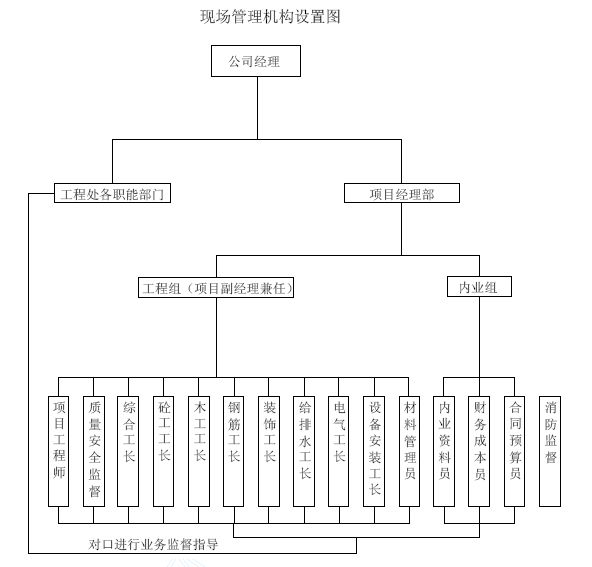 现场管理机构设置图
公司经理
工程处各职能部门
项目经理部
工程组（项目副经理兼任）
内业组
项目工程师
质量安全监督
综合工长
砼工工长
木工工长
钢筋工长
装饰工长
给排水工长
电气工长
设备安装工长
材料管理员
内业资料员
财务成本员
合同预算员
消防监督
对口进行业务监督指导